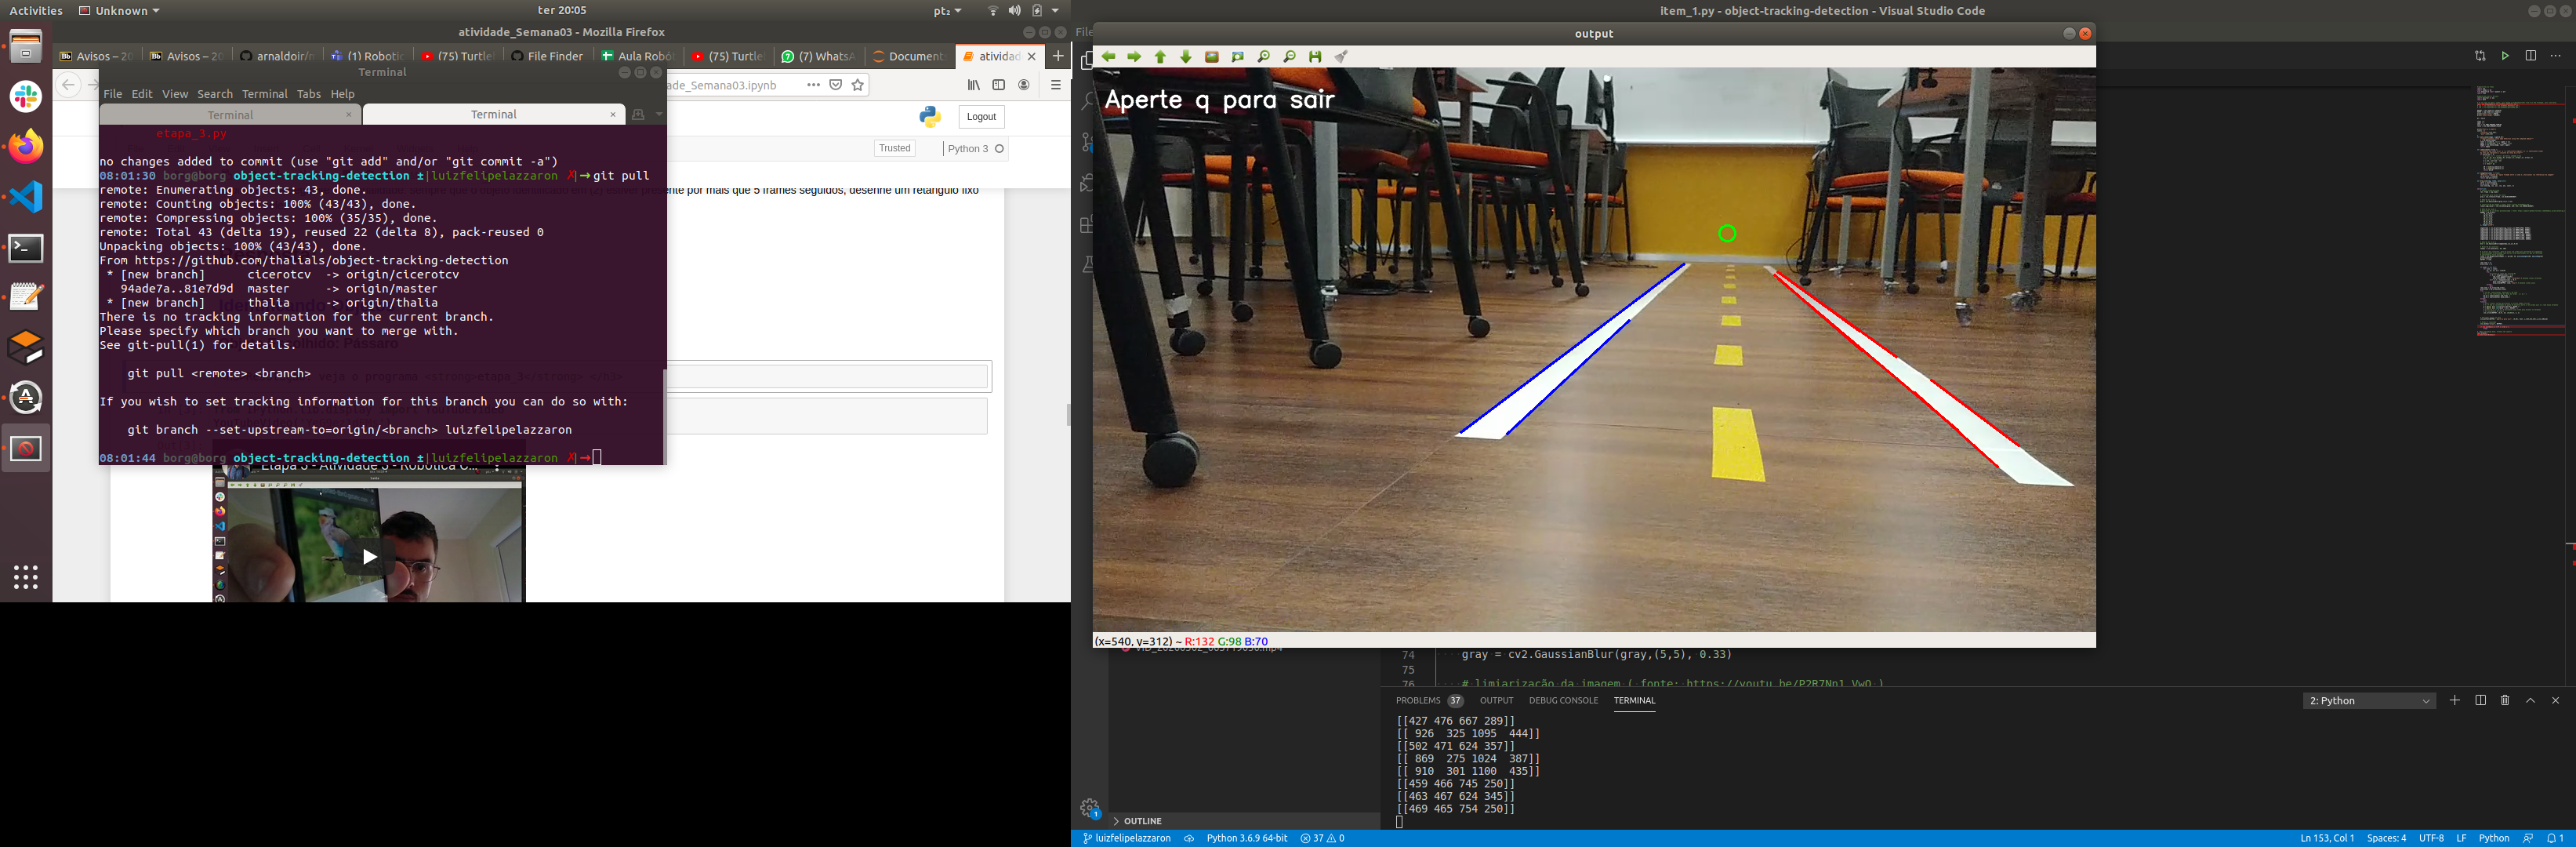 Activities
Unknown
ter 20:05
pt₂
atividade_Semana03 - Mozilla Firefox
Avisos – 20
Avisos – 20
arnaldoir/r
(1) Robotic
(75) Turtle
File Finder
Aula Robó
(75) Turtle
(7) WhatsA
Document
atividad
ade_Semana03.ipynb
Logout
Trusted
Python 3
por mais que 5 frames seguidos, desenhe um retângulo fixo
Terminal
File Edit View Search Terminal Tabs Help
Terminal
Terminal
etapa_3.py
no changes added to commit (use "git add" and/or "git commit -a")
08:01:30 borg@borg object-tracking-detection ±|luizfelipelazzaron ✗|→git pull
remote: Enumerating objects: 43, done.
remote: Counting objects: 100% (43/43), done.
remote: Compressing objects: 100% (35/35), done.
remote: Total 43 (delta 19), reused 22 (delta 8), pack-reused 0
Unpacking objects: 100% (43/43), done.
From https://github.com/thalials/object-tracking-detection
* [new branch] cicerotcv -> origin/cicerotcv
94ade7a..81e7d9d master -> origin/master
* [new branch] thalia -> origin/thalia
There is no tracking information for the current branch.
Please specify which branch you want to merge with.
See git-pull(1) for details.
git pull <remote> <branch>
If you wish to set tracking information for this branch you can do so with:
git branch --set-upstream-to=origin/<branch> luizfelipelazzaron
08:01:44 borg@borg object-tracking-detection ±|luizfelipelazzaron ✗|→
item_1.py - object-tracking-detection - Visual Studio Code
File
output
Aperte q para sair
(x=540, y=312) ~ R:132 G:98 B:70
74 gray = cv2.GaussianBlur(gray,(5,5), 0.33)
75
76 # limiarização da imagem ( fonte: https://youtu.be/P2R7Nn1_VwQ )
PROBLEMS 37 OUTPUT DEBUG CONSOLE TERMINAL
2: Python
[[427 476 667 289]]
[[ 926 325 1095 444]]
[[502 471 624 357]]
[[ 869 275 1024 387]]
[[ 910 301 1100 435]]
[[459 466 745 250]]
[[463 467 624 345]]
[[469 465 754 250]]
OUTLINE
luizfelipelazzaron
Python 3.6.9 64-bit
37 0
Ln 153, Col 1
Spaces: 4
UTF-8
LF
Python
1